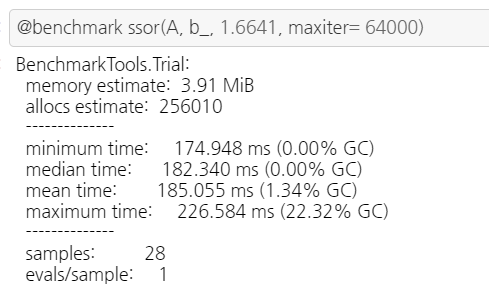 @benchmark ssor(A, b_, 1.6641, maxiter= 64000)
BenchmarkTools.Trial:
memory estimate: 3.91 MiB
allocs estimate: 256010
--------------
minimum time: 174.948 ms (0.00% GC)
median time: 182.340 ms (0.00% GC)
mean time: 185.055 ms (1.34% GC)
maximum time: 226.584 ms (22.32% GC)
--------------
samples: 28
evals/sample: 1